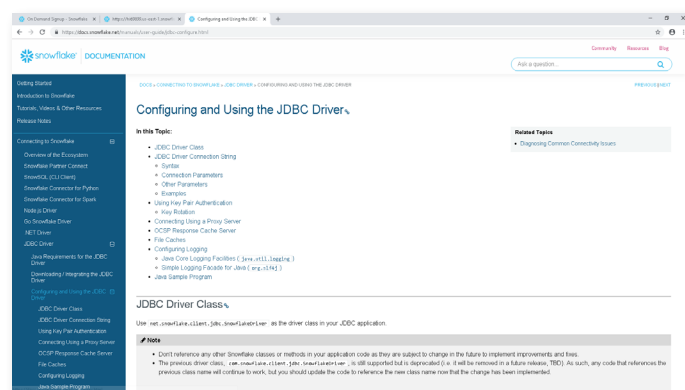 On Demand Signup - Snowflake
Configuring and Using the JDBC
https://docs.snowflake.net/manuals/user-guide/jdbc-configure.html
snowflake DOCUMENTATION
Community Resources Blog
Ask a question...
Getting Started
Introduction to Snowflake
Tutorials, Videos & Other Resources
Release Notes
Connecting to Snowflake
Overview of the Ecosystem
Snowflake Partner Connect
SnowSQL (CLI Client)
Snowflake Connector for Python
Snowflake Connector for Spark
Node.js Driver
Go Snowflake Driver
.NET Driver
JDBC Driver
Java Requirements for the JDBC
Driver
Downloading / Integrating the JDBC
Driver
Configuring and Using the JDBC
Driver
JDBC Driver Class
JDBC Driver Connection String
Using Key Pair Authentication
Connecting Using a Proxy Server
OCSP Response Cache Server
File Caches
Configuring Logging
Java Sample Program
DOCS » CONNECTING TO SNOWFLAKE » JDBC DRIVER » CONFIGURING AND USING THE JDBC DRIVER
PREVIOUS | NEXT
Configuring and Using the JDBC Driver
In this Topic:
• JDBC Driver Class
• JDBC Driver Connection String
Syntax
Connection Parameters
Other Parameters
Examples
• Using Key Pair Authentication
Key Rotation
• Connecting Using a Proxy Server
• OCSP Response Cache Server
• File Caches
• Configuring Logging
Java Core Logging Facilities ( java.util.logging )
Simple Logging Facade for Java ( org.slf4j )
• Java Sample Program
Related Topics
• Diagnosing Common Connectivity Issues
JDBC Driver Class
Use net.snowflake.client.jdbc.SnowflakeDriver as the driver class in your JDBC application.
Note
• Don't reference any other Snowflake classes or methods in your application code as they are subject to change in the future to implement improvements and fixes.
• The previous driver class, com.snowflake.client.jdbc.SnowflakeDriver, is still supported but is deprecated (i.e. it will be removed in a future release, TBD). As such, any code that references the
previous class name will continue to work, but you should update the code to reference the new class name now that the change has been implemented.